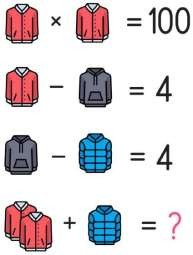 × = 100
− = 4
− = 4
+ = ?